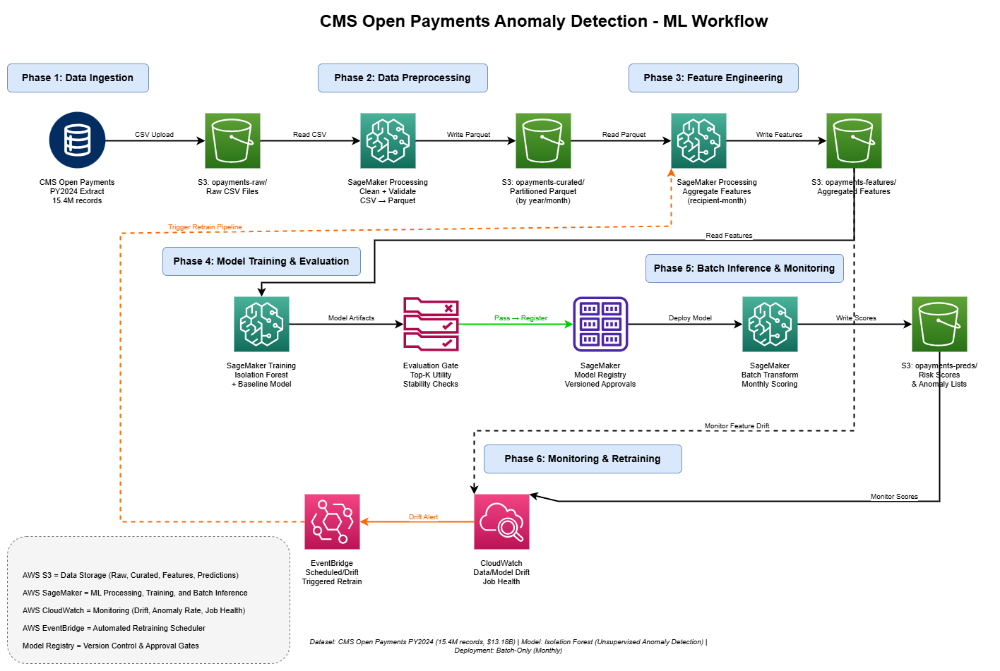 CMS Open Payments Anomaly Detection - ML Workflow
Phase 1: Data Ingestion
Phase 2: Data Preprocessing
Phase 3: Feature Engineering
CSV Upload
Read CSV
Write Parquet
Read Parquet
Write Features
CMS Open Payments
PY2024 Extract
15.4M records
S3: opayments-raw/
Raw CSV Files
SageMaker Processing
Clean + Validate
CSV → Parquet
S3: opayments-curated/
Partitioned Parquet
(by year/month)
SageMaker Processing
Aggregate Features
(recipient-month)
S3: opayments-features/
Aggregated Features
Trigger Retrain Pipeline
Read Features
Phase 4: Model Training & Evaluation
Phase 5: Batch Inference & Monitoring
Model Artifacts
Pass → Register
Deploy Model
Write Scores
SageMaker Training
Isolation Forest
+ Baseline Model
Evaluation Gate
Top-K Utility
Stability Checks
SageMaker
Model Registry
Versioned Approvals
SageMaker
Batch Transform
Monthly Scoring
S3: opayments-preds/
Risk Scores
& Anomaly Lists
Monitor Feature Drift
Phase 6: Monitoring & Retraining
Monitor Scores
Drift Alert
EventBridge
Scheduled/Drift
Triggered Retrain
CloudWatch
Data/Model Drift
Job Health
AWS S3 = Data Storage (Raw, Curated, Features, Predictions)
AWS SageMaker = ML Processing, Training, and Batch Inference
AWS CloudWatch = Monitoring (Drift, Anomaly Rate, Job Health)
AWS EventBridge = Automated Retraining Scheduler
Model Registry = Version Control & Approval Gates
Dataset: CMS Open Payments PY2024 (15.4M records, $13.18B) | Model: Isolation Forest (Unsupervised Anomaly Detection) |
Deployment: Batch-Only (Monthly)